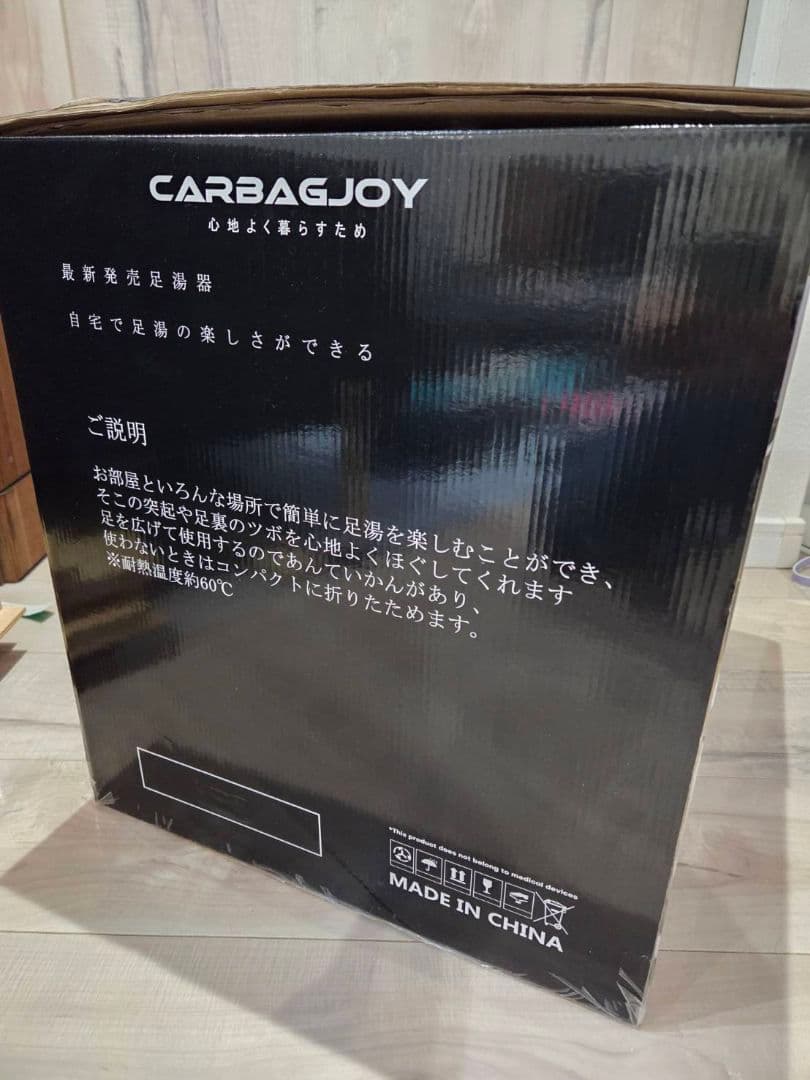 CARBAGJOY
心地よく暮らすため
最新発売足湯器
自宅で足湯の楽しさができる
ご説明
お部屋といろんな場所で簡単に足湯を楽しむことができ、
そこの突起や足裏のツボを心地よくほぐしてくれます
足を広げて使用するのであんていかんがあり、
使わないときはコンパクトに折りたためます。
※耐熱温度約60℃
*This product does not belong to medical devices
MADE IN CHINA